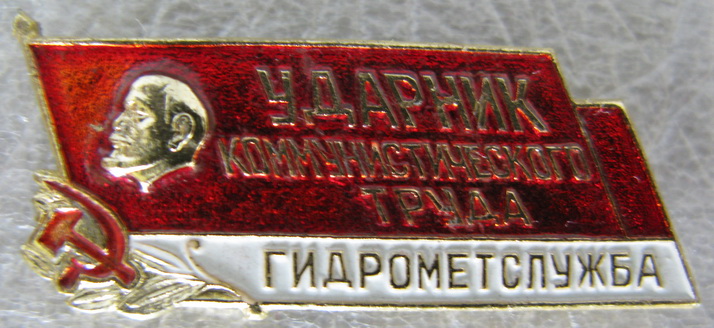 УДАРНИК
КОММУНИСТИЧЕСКОГО
ТРУДА
ГИДРОМЕТСЛУЖБА